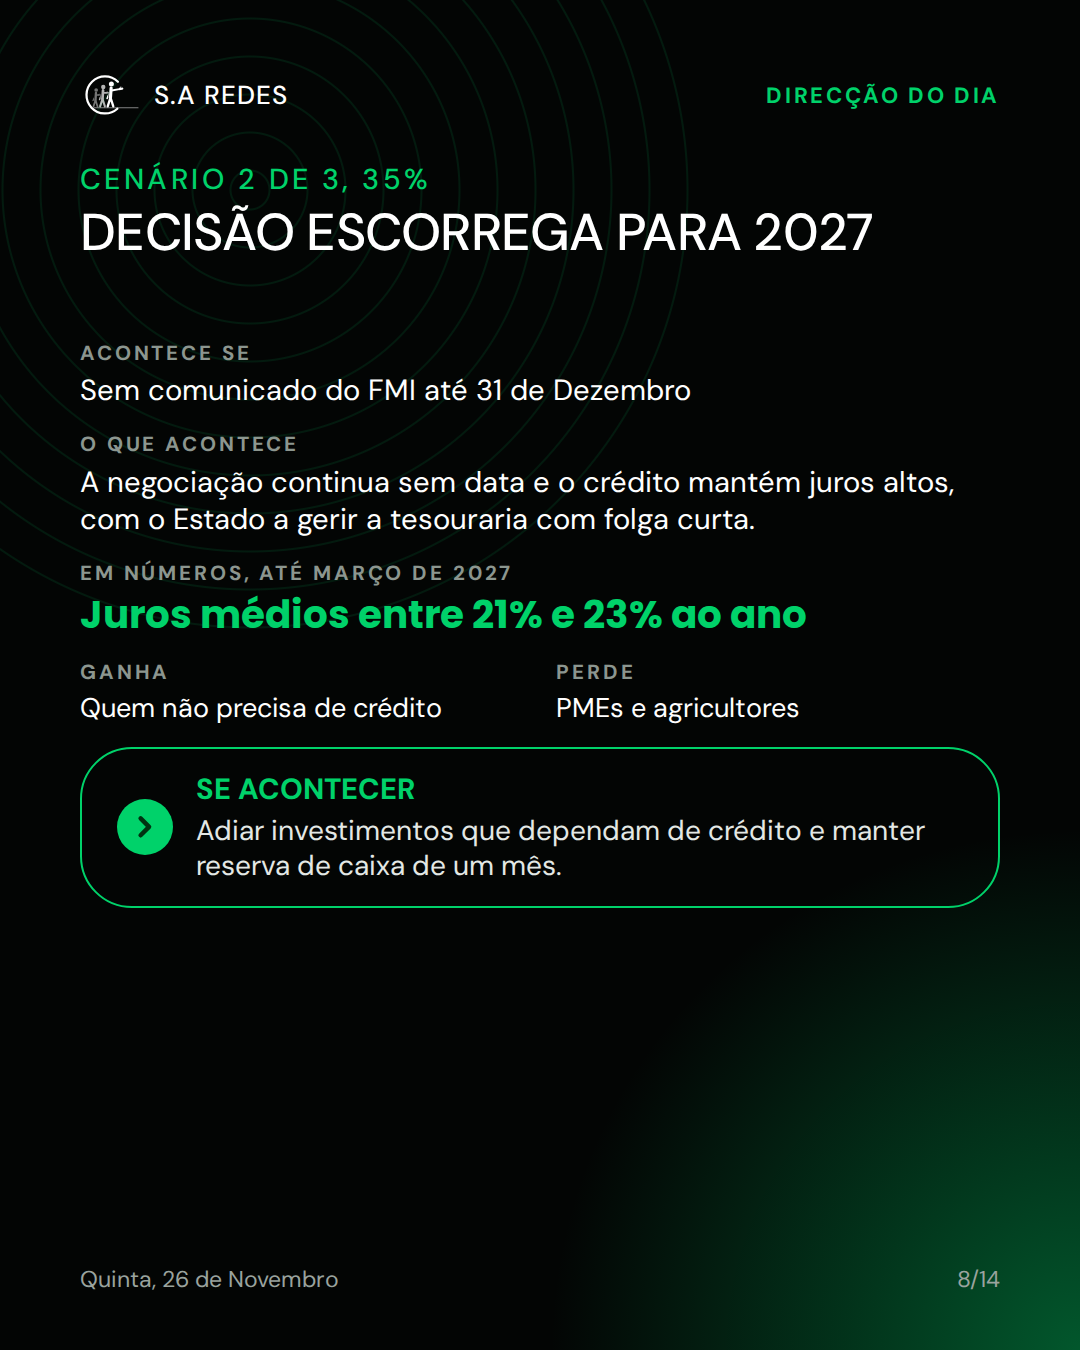 S.A REDES
DIRECÇÃO DO DIA
CENÁRIO 2 DE 3, 35%
DECISÃO ESCORREGA PARA 2027
ACONTECE SE
Sem comunicado do FMI até 31 de Dezembro
O QUE ACONTECE
A negociação continua sem data e o crédito mantém juros altos,
com o Estado a gerir a tesouraria com folga curta.
EM NÚMEROS, ATÉ MARÇO DE 2027
Juros médios entre 21% e 23% ao ano
GANHA
Quem não precisa de crédito
PERDE
PMEs e agricultores
SE ACONTECER
Adiar investimentos que dependam de crédito e manter
reserva de caixa de um mês.
Quinta, 26 de Novembro
8/14